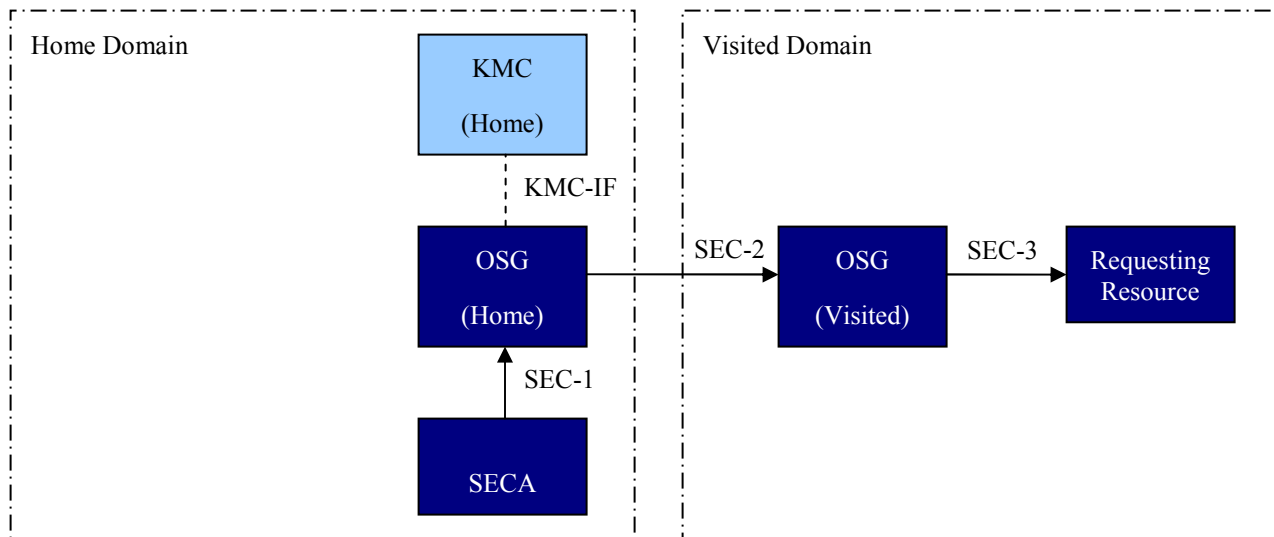 Home Domain
KMC
(Home)
KMC-IF
OSG
(Home)
SEC-1
SECA
Visited Domain
SEC-2
OSG
(Visited)
SEC-3
Requesting
Resource